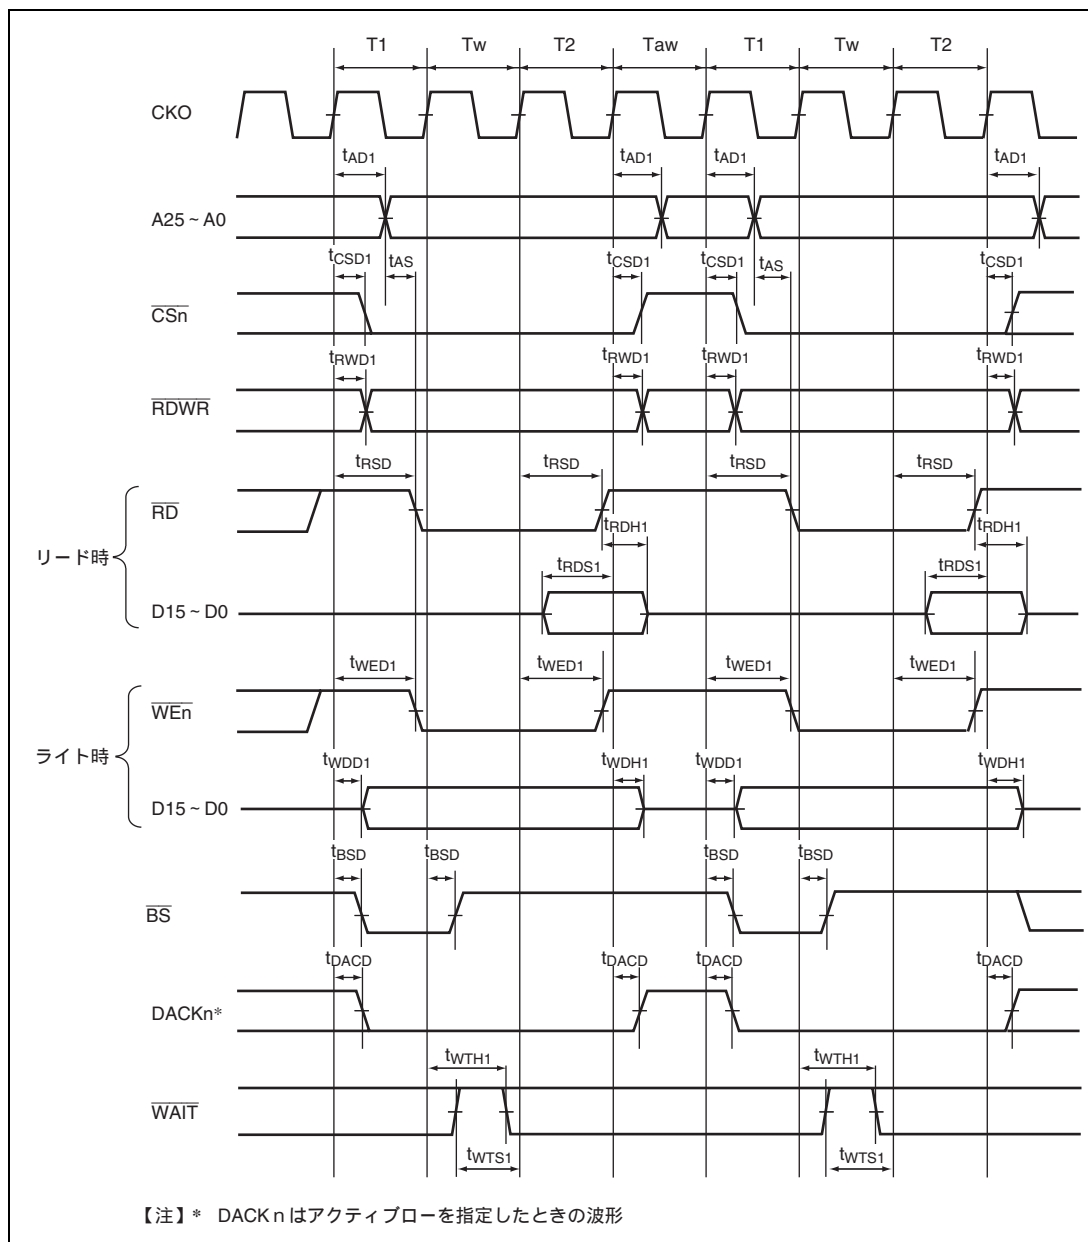 T1 Tw T2 Taw T1 Tw T2
CKO
tAD1 tAD1 tAD1 tAD1
A25~A0
tCSD1 tAS tCSD1 tCSD1 tAS tCSD1
CSn
tRWD1 tRWD1 tRWD1 tRWD1
RDWR
tRSD tRSD tRSD tRSD
RD
tRDH1 tRDH1
リード時
tRDS1 tRDS1
D15~D0
tWED1 tWED1 tWED1 tWED1
WEn
ライト時
tWDD1 tWDH1 tWDD1 tWDH1
D15~D0
tBSD tBSD tBSD tBSD
BS
tDACD tDACD tDACD tDACD
DACKn*
tWTH1 tWTH1
WAIT
tWTS1 tWTS1
【注】* DACK n はアクティブローを指定したときの波形